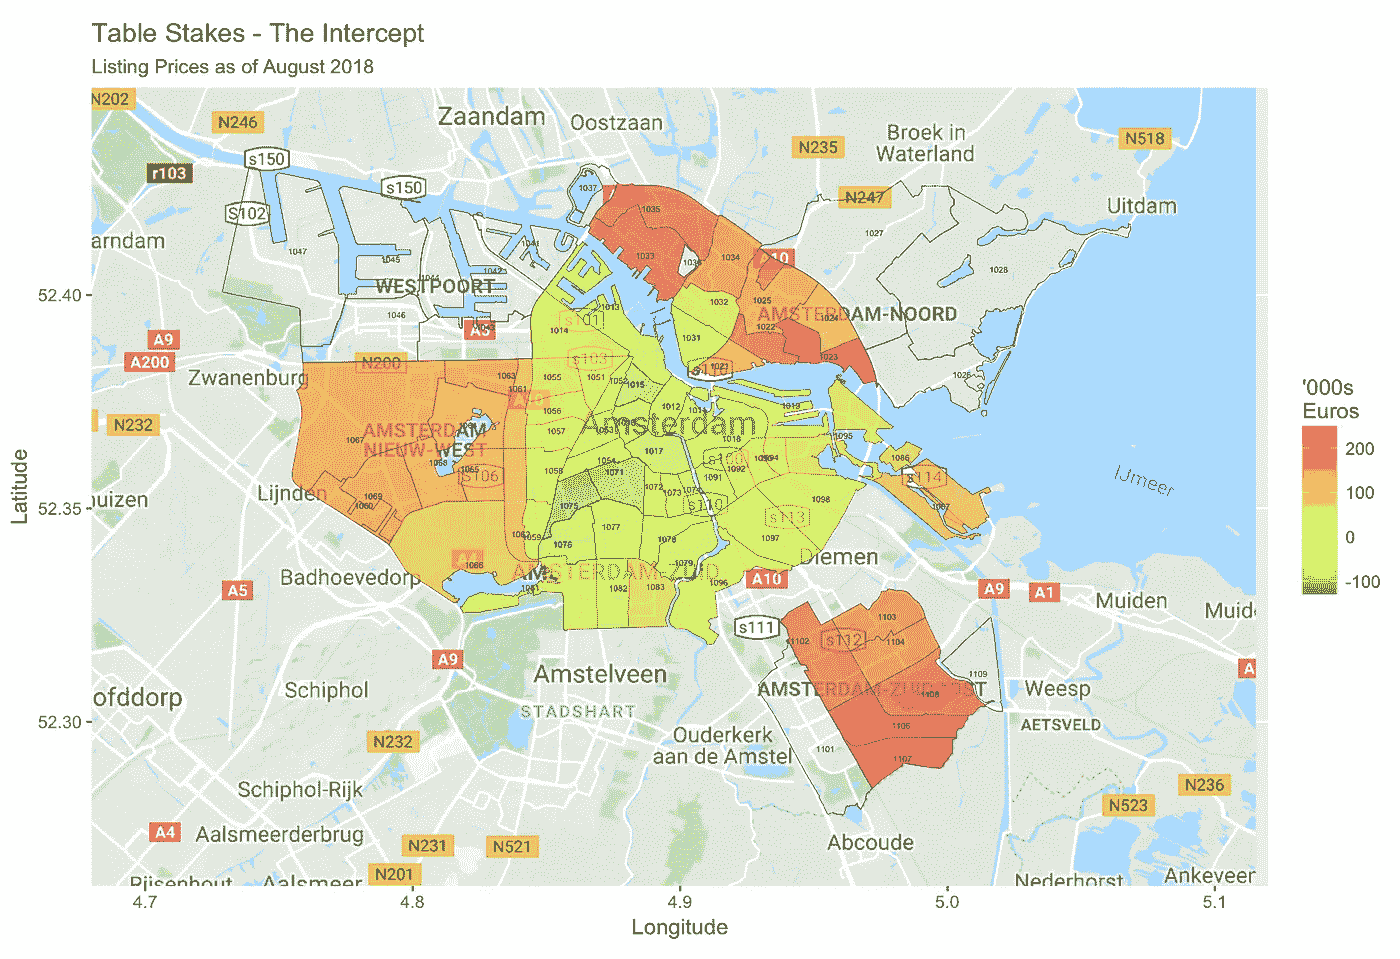 Table Stakes - The Intercept
Listing Prices as of August 2018
N202
N246
Zaandam
Oostzaan
N235
Broek in
Waterland
N518
s150
r103
s150
1037
N247
Uitdam
S102
1035
1027
arndam
1047
1041
1033
1034
A10
1028
1045
1044
1042
WESTPOORT
52.40
1032
1025
1013
1046
AMSTERDAM-NOORD
1024
A5
1014
s101
1022
1031
A9
A200
N200
s103
1023
s116
Zwanenburg
1063
1055
1051
1052
1015
1026
1061
'000s
Euros
N232
1056
1012
1011
1019
200
AMSTERDAM
NIEUW-WEST
1057
Amsterdam
1018
1095
1067
1017
100
Latitude
1068
1065
s106
1058
1054
1071
s100
1092
1094
1086
s114
IJmeer
huizen
Lijnden
1069
1060
1072
1073
1074
1091
1098
1087
52.35
1075
s110
s113
0
1077
1062
1059
1076
1078
1097
-100
Diemen
1066
1079
AMSTERDAM-ZUID
Badhoevedorp
A5
1081
1082
1083
1096
A10
A9
A1
Muiden
Muid
s111
1102
s112
1103
1104
A9
Amstelveen
1109
A
Schiphol
AMSTERDAM-ZUIDOOST
1108
Weesp
ofddorp
STADSHART
AETSVELD
52.30
N232
Ouderkerk
aan de Amstel
1101
1106
1107
Schiphol-Rijk
N236
N523
A4
Aalsmeerderbrug
N231
N521
Abcoude
N201
Rijsenhout
Aalsmeer
Nederhorst
Ankeveen
4.7
4.8
4.9
5.0
5.1
Longitude